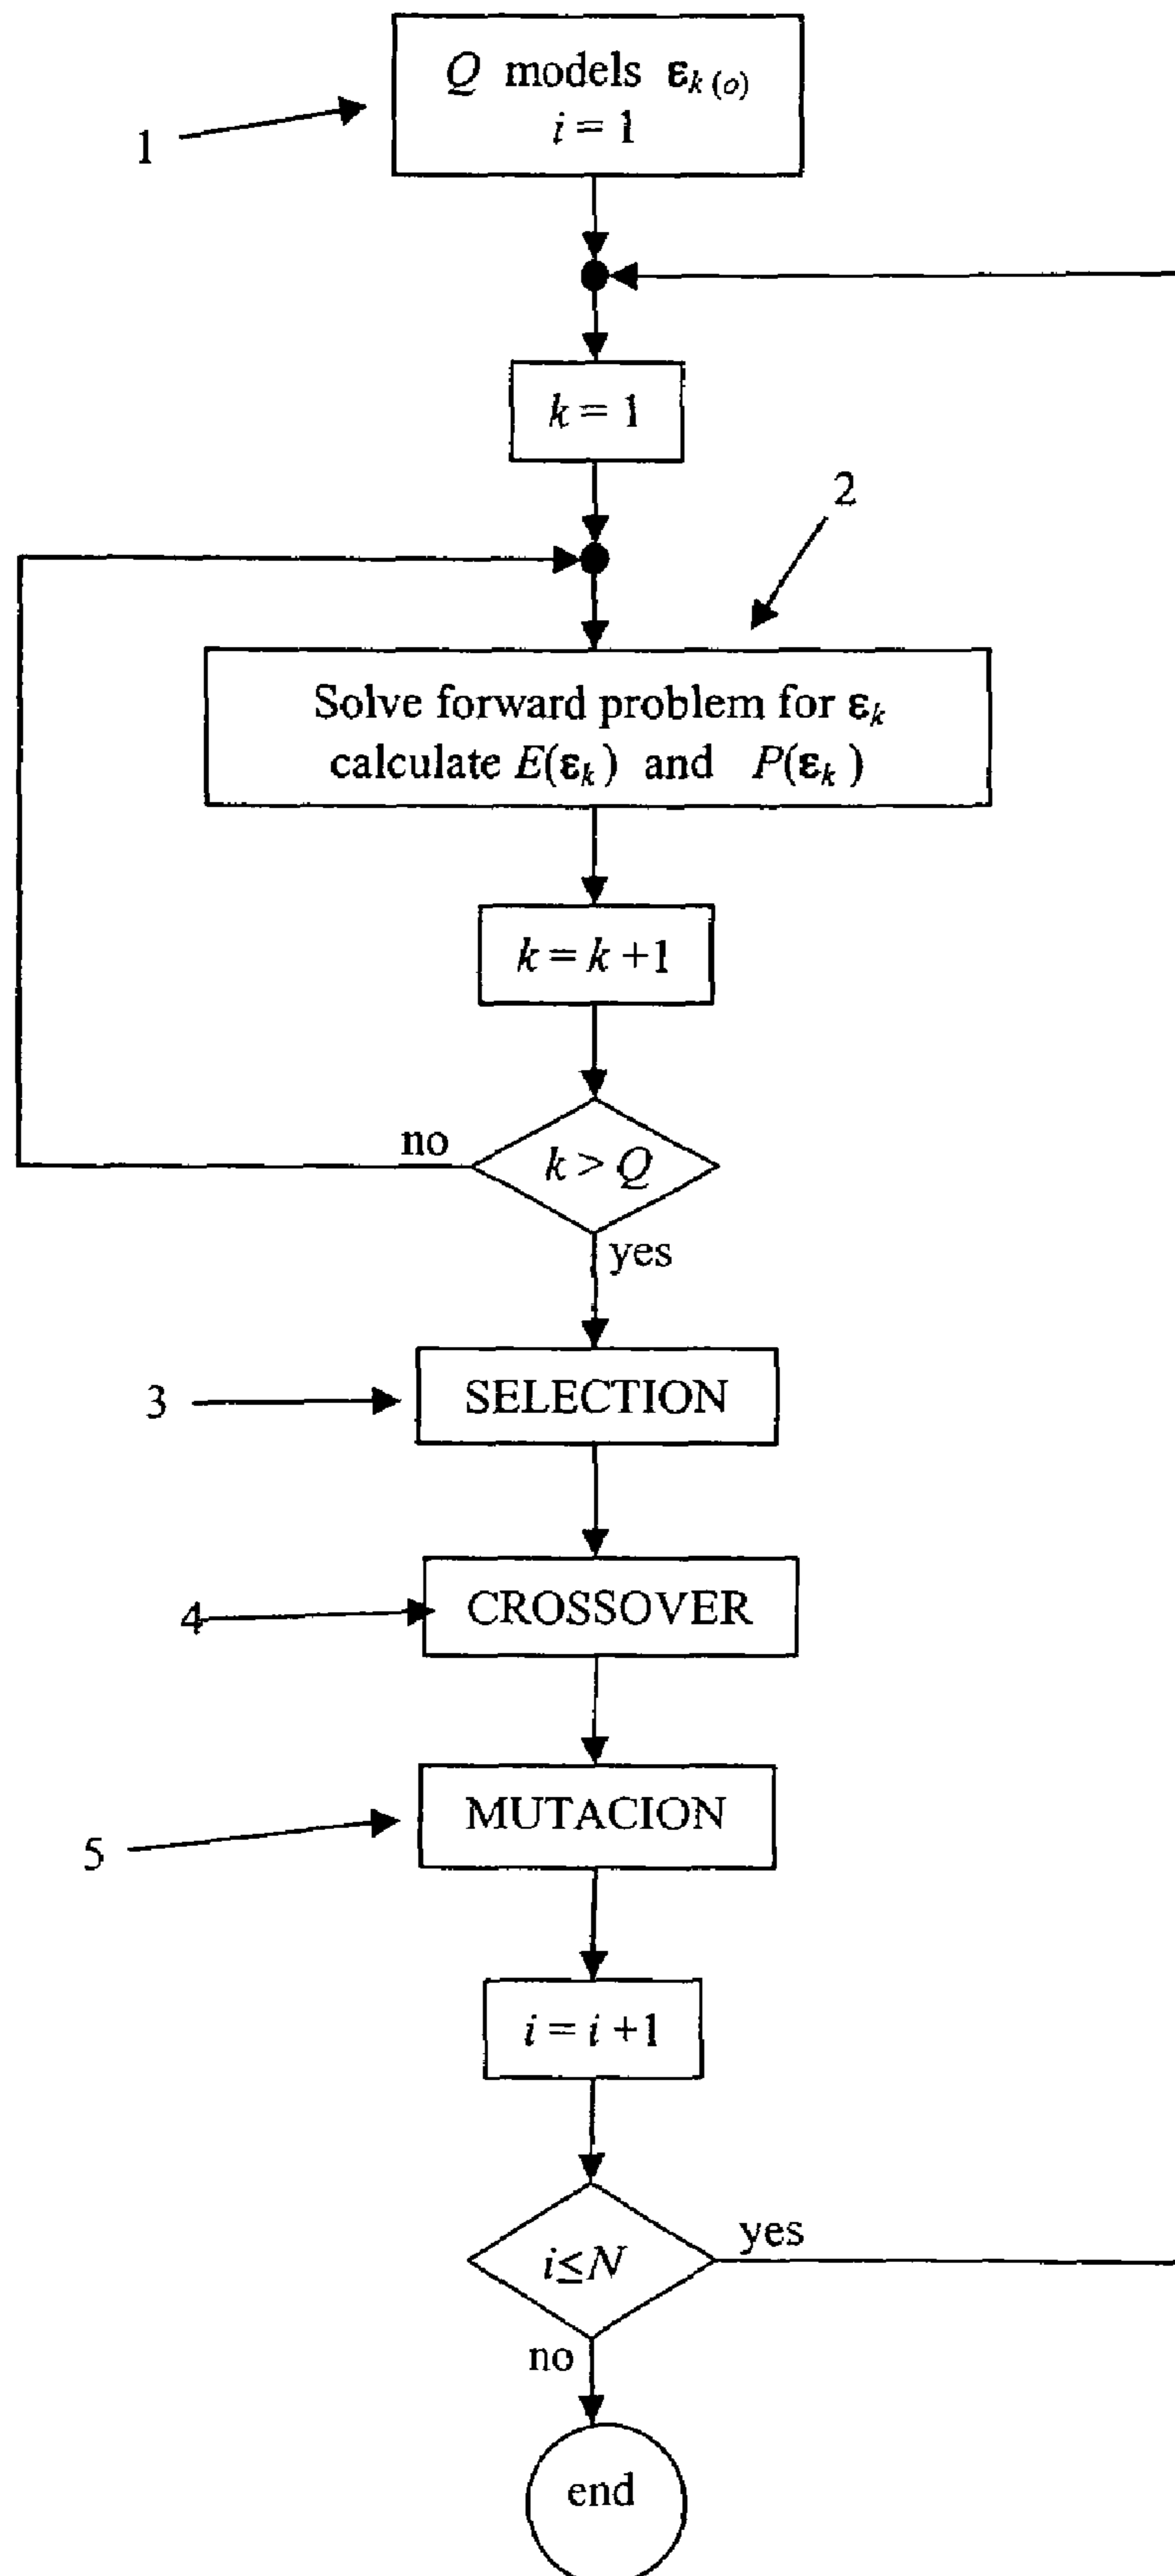 Q models ε_k (o)
i = 1
1
k = 1
2
Solve forward problem for ε_k
calculate E(ε_k) and P(ε_k)
k = k +1
no
k > Q
yes
3
SELECTION
4
CROSSOVER
MUTACION
5
i = i +1
yes
i≤N
no
end